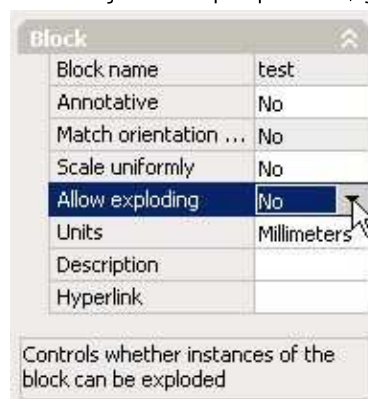 Block
Block name test
Annotative No
Match orientation ... No
Scale uniformly No
Allow exploding No
Units Millimeters
Description
Hyperlink
Controls whether instances of the
block can be exploded